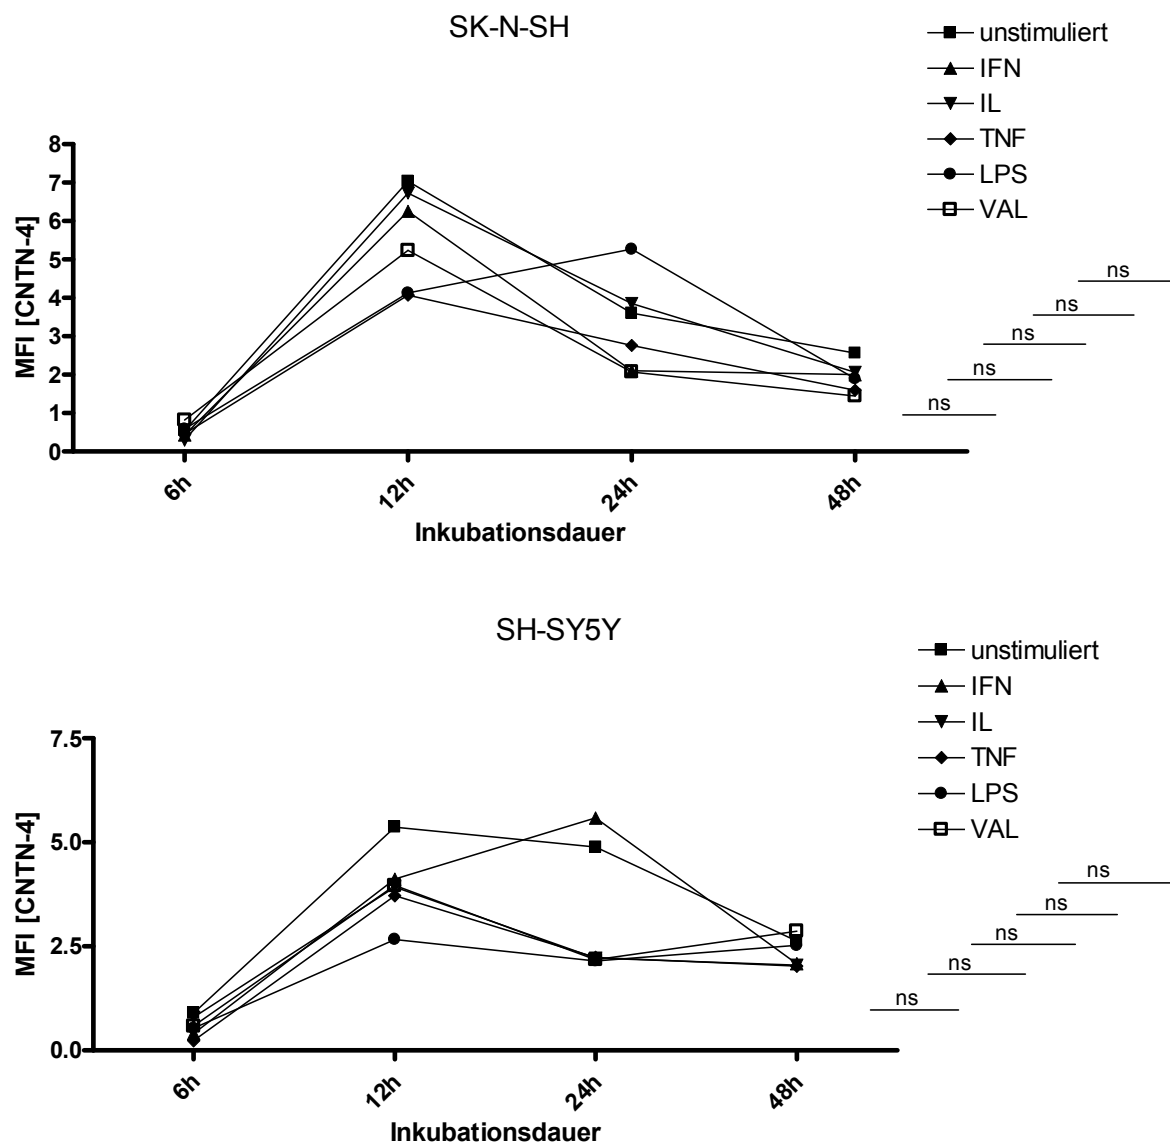 SK-N-SH
unstimuliert
IFN
IL
TNF
LPS
VAL
MFI [CNTN-4]
8
7
6
5
4
3
2
1
0
ns
ns
ns
ns
ns
6h
12h
24h
48h
Inkubationsdauer
SH-SY5Y
unstimuliert
IFN
IL
TNF
LPS
VAL
MFI [CNTN-4]
7.5
5.0
2.5
0.0
ns
ns
ns
ns
ns
6h
12h
24h
48h
Inkubationsdauer